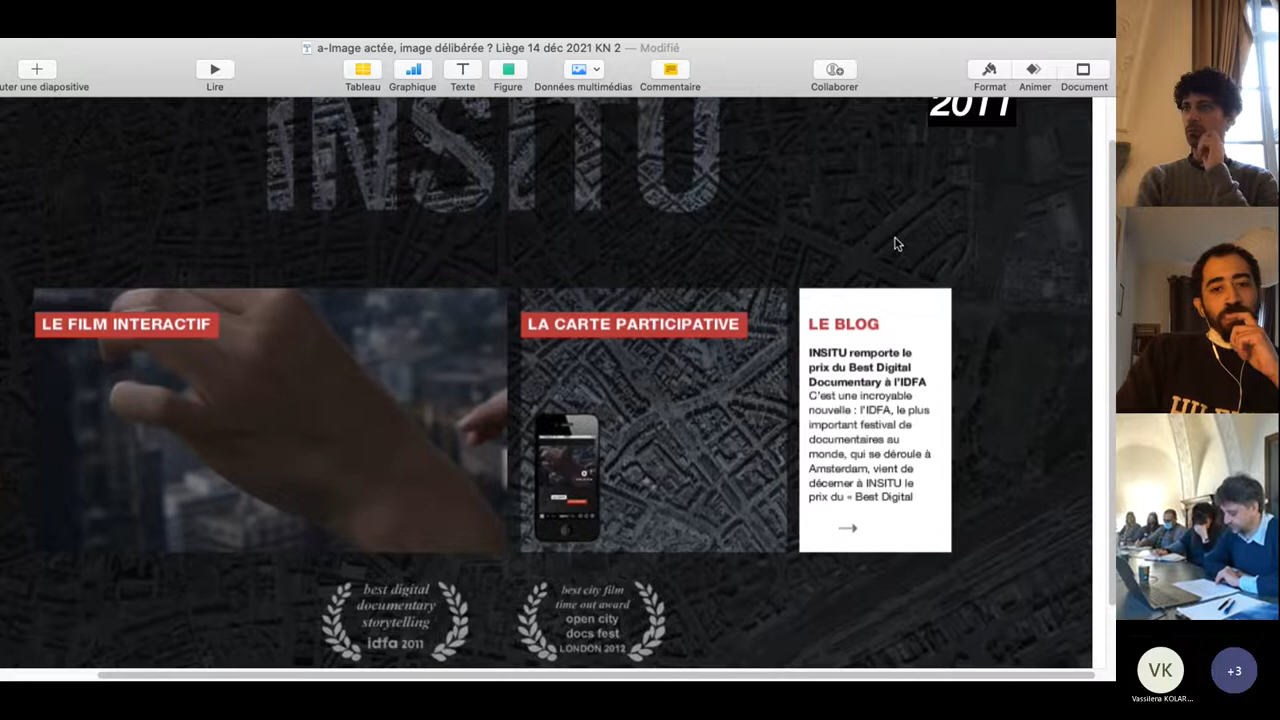 a-Image actée, image délibérée ? Liège 14 déc 2021 KN 2 — Modifié
uter une diapositive
Lire
Tableau
Graphique
Texte
Figure
Données multimédias
Commentaire
Collaborer
Format
Animer
Document
2011
INSITU
LE FILM INTERACTIF
LA CARTE PARTICIPATIVE
LE BLOG
INSITU remporte le
prix du Best Digital
Documentary à l'IDFA
C'est une incroyable
nouvelle : l'IDFA, le plus
important festival de
documentaires au
monde, qui se déroule à
Amsterdam, vient de
décerner à INSITU le
prix du « Best Digital
best digital
documentary
storytelling
idfa 2011
best city film
time out award
open city
docs fest
LONDON 2012
VK
+3
Vassilena KOLAR...